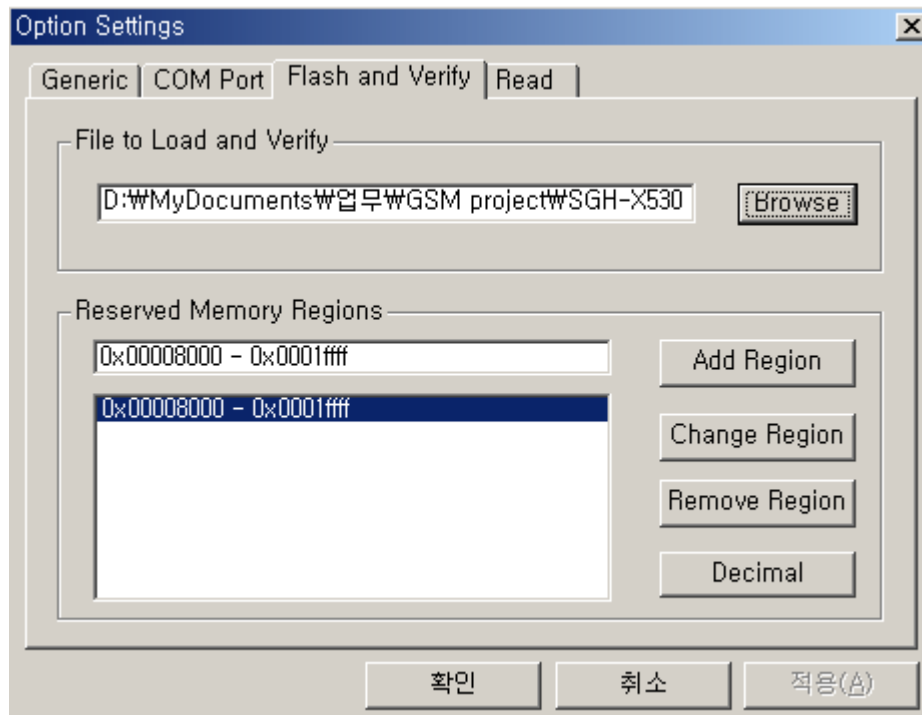 Option Settings
Generic COM Port Flash and Verify Read
File to Load and Verify
D:₩MyDocuments₩업무₩GSM project₩SGH-X530
Browse
Reserved Memory Regions
0x00008000 - 0x0001ffff
Add Region
0x00008000 - 0x0001ffff
Change Region
Remove Region
Decimal
확인 취소 적용(A)